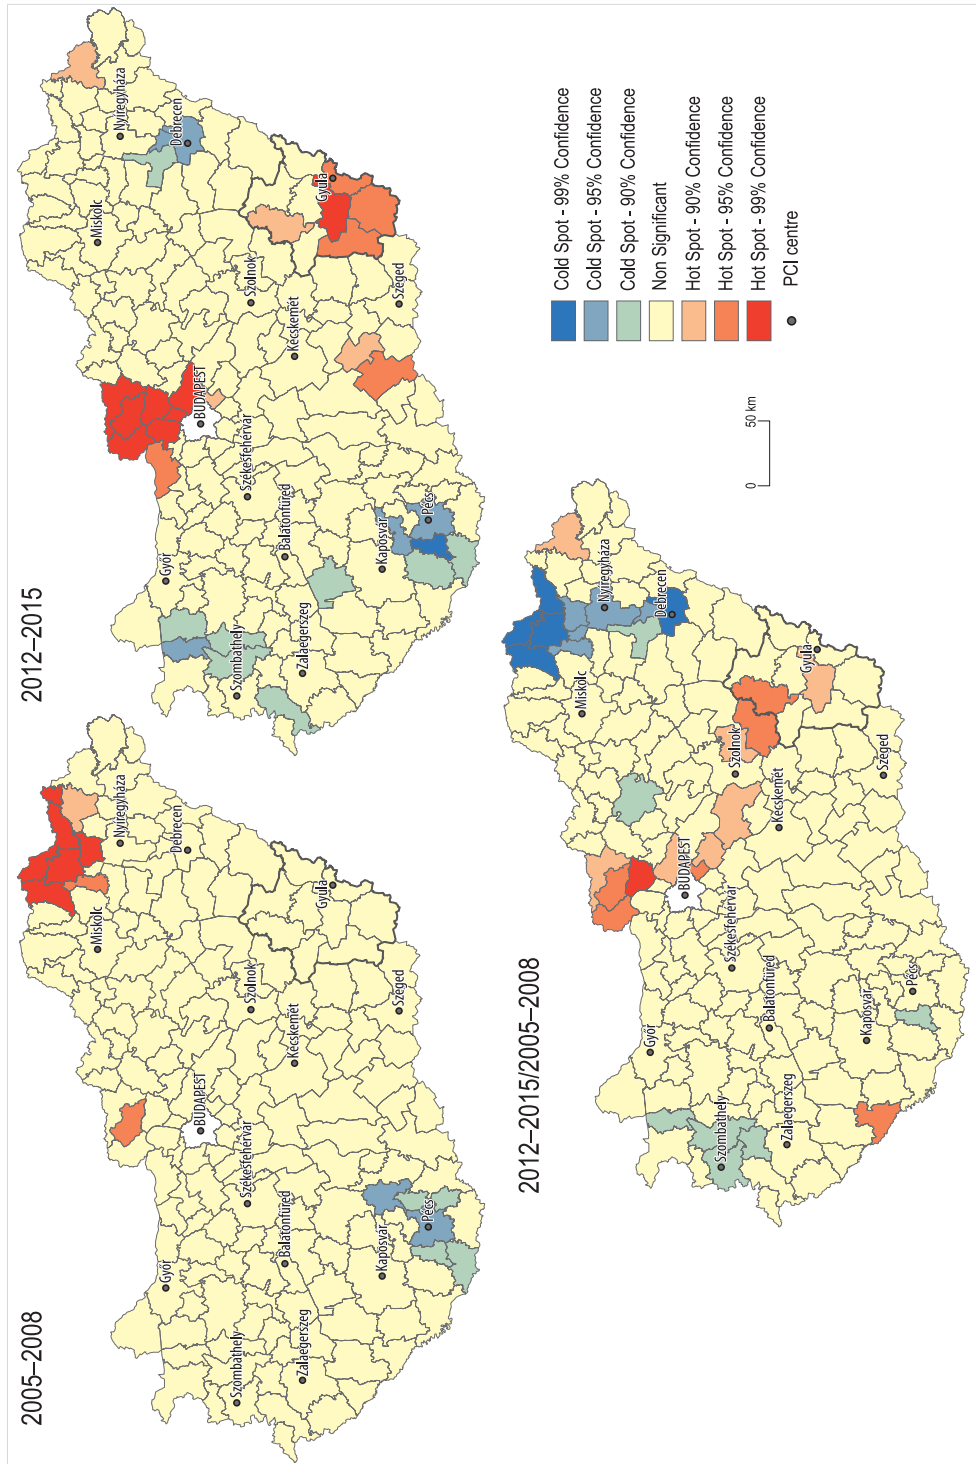 2005–2008
Győr
Szombathely
Zalaegerszeg
Balatonfüred
Székesfehérvár
BUDAPEST
Kaposvár
Pécs
Kecskemét
Szolnok
Szeged
Miskolc
Nyíregyháza
Debrecen
Gyula
2012–2015
Győr
Szombathely
Zalaegerszeg
Balatonfüred
Székesfehérvár
BUDAPEST
Kaposvár
Pécs
Kecskemét
Szolnok
Szeged
Miskolc
Nyíregyháza
Debrecen
Gyula
2012–2015/2005–2008
Győr
Szombathely
Zalaegerszeg
Balatonfüred
Székesfehérvár
BUDAPEST
Kaposvár
Pécs
Kecskemét
Szolnok
Szeged
Miskolc
Nyíregyháza
Debrecen
Gyula
0 50 km
Cold Spot - 99% Confidence
Cold Spot - 95% Confidence
Cold Spot - 90% Confidence
Non Significant
Hot Spot - 90% Confidence
Hot Spot - 95% Confidence
Hot Spot - 99% Confidence
PCI centre